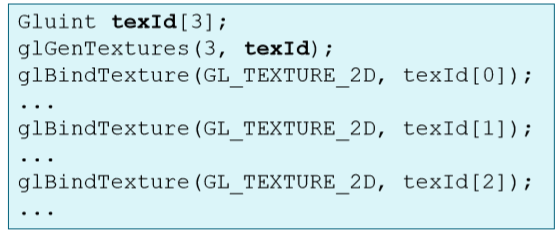 Gluint texId[3];
glGenTextures(3, texId);
glBindTexture(GL_TEXTURE_2D, texId[0]);
...
glBindTexture(GL_TEXTURE_2D, texId[1]);
...
glBindTexture(GL_TEXTURE_2D, texId[2]);
...